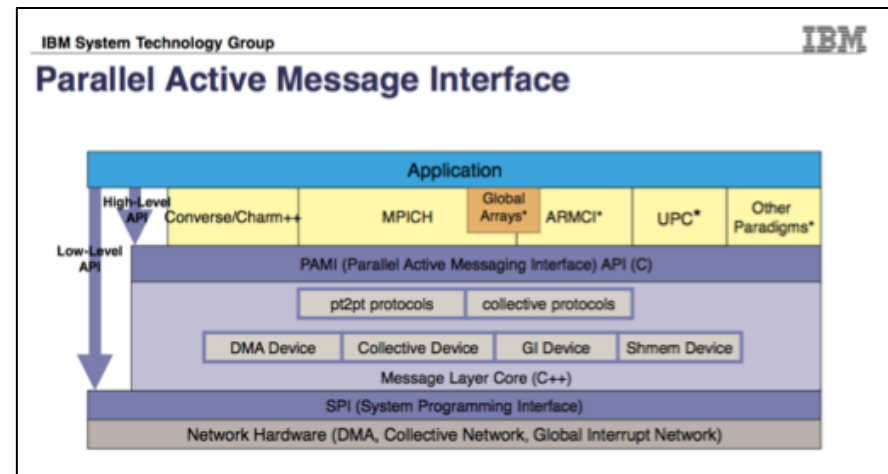 IBM System Technology Group
IBM
Parallel Active Message Interface
Application
High-Level
API
Converse/Charm++
MPICH
Global
Arrays*
ARMCI*
UPC*
Other
Paradigms*
Low-Level
API
PAMI (Parallel Active Messaging Interface) API (C)
pt2pt protocols
collective protocols
DMA Device
Collective Device
GI Device
Shmem Device
Message Layer Core (C++)
SPI (System Programming Interface)
Network Hardware (DMA, Collective Network, Global Interrupt Network)